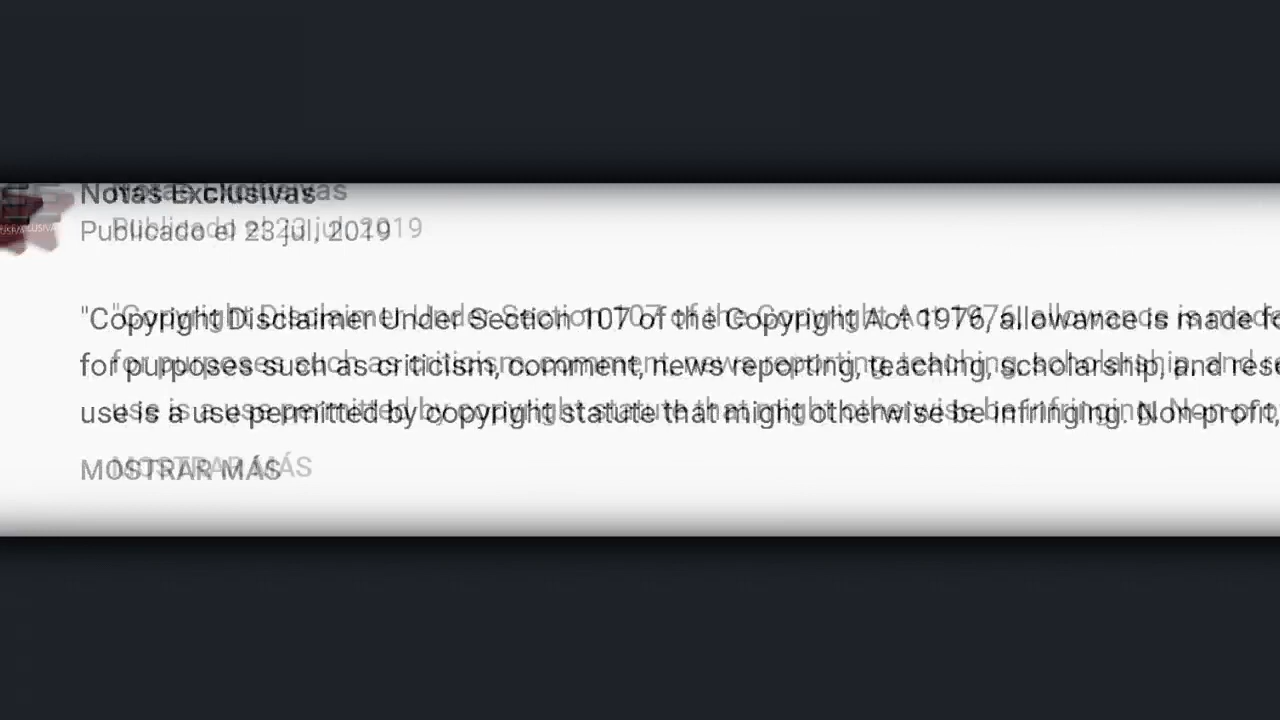 Notas Exclusivas
Publicado el 23 jul. 2019
"Copyright Disclaimer Under Section 107 of the Copyright Act 1976, allowance is made
for purposes such as criticism, comment, news reporting, teaching, scholarship, and
use is a use permitted by copyright statute that might otherwise be infringing. Non-profit,
MOSTRAR MÁS